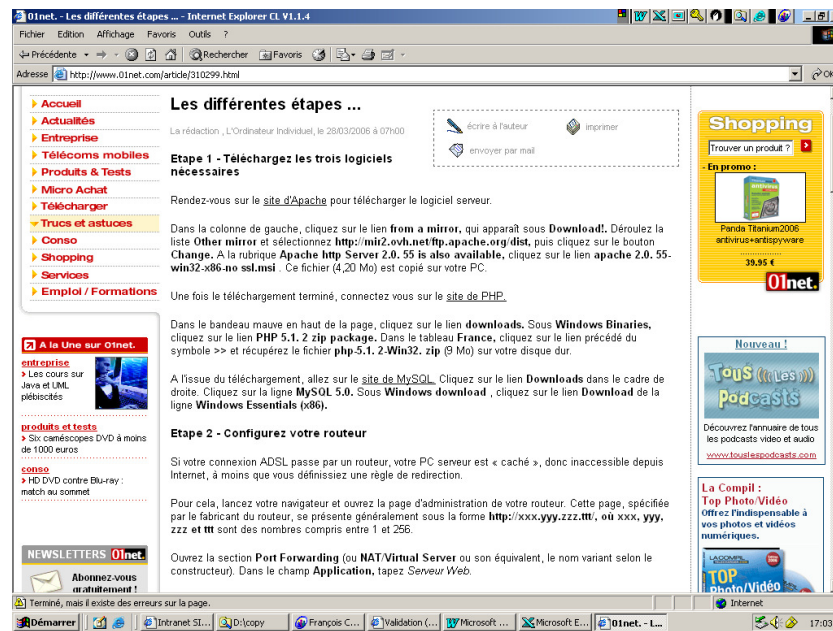 01net. - Les différentes étapes ... - Internet Explorer CL V1.1.4
Fichier Edition Affichage Favoris Outils ?
Précédente Rechercher Favoris
Adresse http://www.01net.com/article/310299.html OK
Accueil
Actualités
Entreprise
Télécoms mobiles
Produits & Tests
Micro Achat
Télécharger
Trucs et astuces
Conso
Shopping
Services
Emploi / Formations
A la Une sur 01net.
entreprise
Les cours sur
Java et UML
plébiscités
produits et tests
Six caméscopes DVD à moins
de 1000 euros
conso
HD DVD contre Blu-ray :
match au sommet
NEWSLETTERS 01net.
Abonnez-vous
gratuitement !
Les différentes étapes ...
La rédaction , L'Ordinateur Individuel, le 28/03/2006 à 07h00
écrire à l'auteur imprimer
envoyer par mail
Etape 1 - Téléchargez les trois logiciels
nécessaires
Rendez-vous sur le site d'Apache pour télécharger le logiciel serveur.
Dans la colonne de gauche, cliquez sur le lien from a mirror, qui apparaît sous Download!. Déroulez la
liste Other mirror et sélectionnez http://mir2.ovh.net/ftp.apache.org/dist, puis cliquez sur le bouton
Change. A la rubrique Apache http Server 2.0. 55 is also available, cliquez sur le lien apache 2.0. 55-
win32-x86-no ssl.msi . Ce fichier (4,20 Mo) est copié sur votre PC.
Une fois le téléchargement terminé, connectez vous sur le site de PHP.
Dans le bandeau mauve en haut de la page, cliquez sur le lien downloads. Sous Windows Binaries,
cliquez sur le lien PHP 5.1. 2 zip package. Dans le tableau France, cliquez sur le lien précédé du
symbole >> et récupérez le fichier php-5.1. 2-Win32. zip (9 Mo) sur votre disque dur.
A l'issue du téléchargement, allez sur le site de MySQL. Cliquez sur le lien Downloads dans le cadre de
droite. Cliquez sur la ligne MySQL 5.0. Sous Windows download , cliquez sur le lien Download de la
ligne Windows Essentials (x86).
Etape 2 - Configurez votre routeur
Si votre connexion ADSL passe par un routeur, votre PC serveur est « caché », donc inaccessible depuis
Internet, à moins que vous définissiez une règle de redirection.
Pour cela, lancez votre navigateur et ouvrez la page d'administration de votre routeur. Cette page, spécifiée
par le fabricant du routeur, se présente généralement sous la forme http://xxx.yyy.zzz.ttt/, où xxx, yyy,
zzz et ttt sont des nombres compris entre 1 et 256.
Ouvrez la section Port Forwarding (ou NAT/Virtual Server ou son équivalent, le nom variant selon le
constructeur). Dans le champ Application, tapez Serveur Web.
Shopping
Trouver un produit ?
- En promo :
antivirus
Panda Titanium2006
antivirus+antispyware
39.95 €
01net.
Nouveau !
Tous ((( Les )))
Podcasts
Découvrez l'annuaire de tous
les podcasts video et audio
www.touslespodcasts.com
La Compil :
Top Photo/Vidéo
Offrez l'indispensable à
vos photos et vidéos
numériques.
LACOMPIL
TOP
Photo/Vidéo
Terminé, mais il existe des erreurs sur la page. Internet
Démarrer Intranet SI... D:\copy François C... Validation (... Microsoft ... Microsoft E... 01net. - L... 17:03